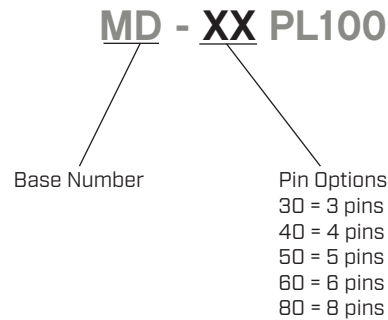 MD - XX PL100
Base Number
Pin Options
30 = 3 pins
40 = 4 pins
50 = 5 pins
60 = 6 pins
80 = 8 pins